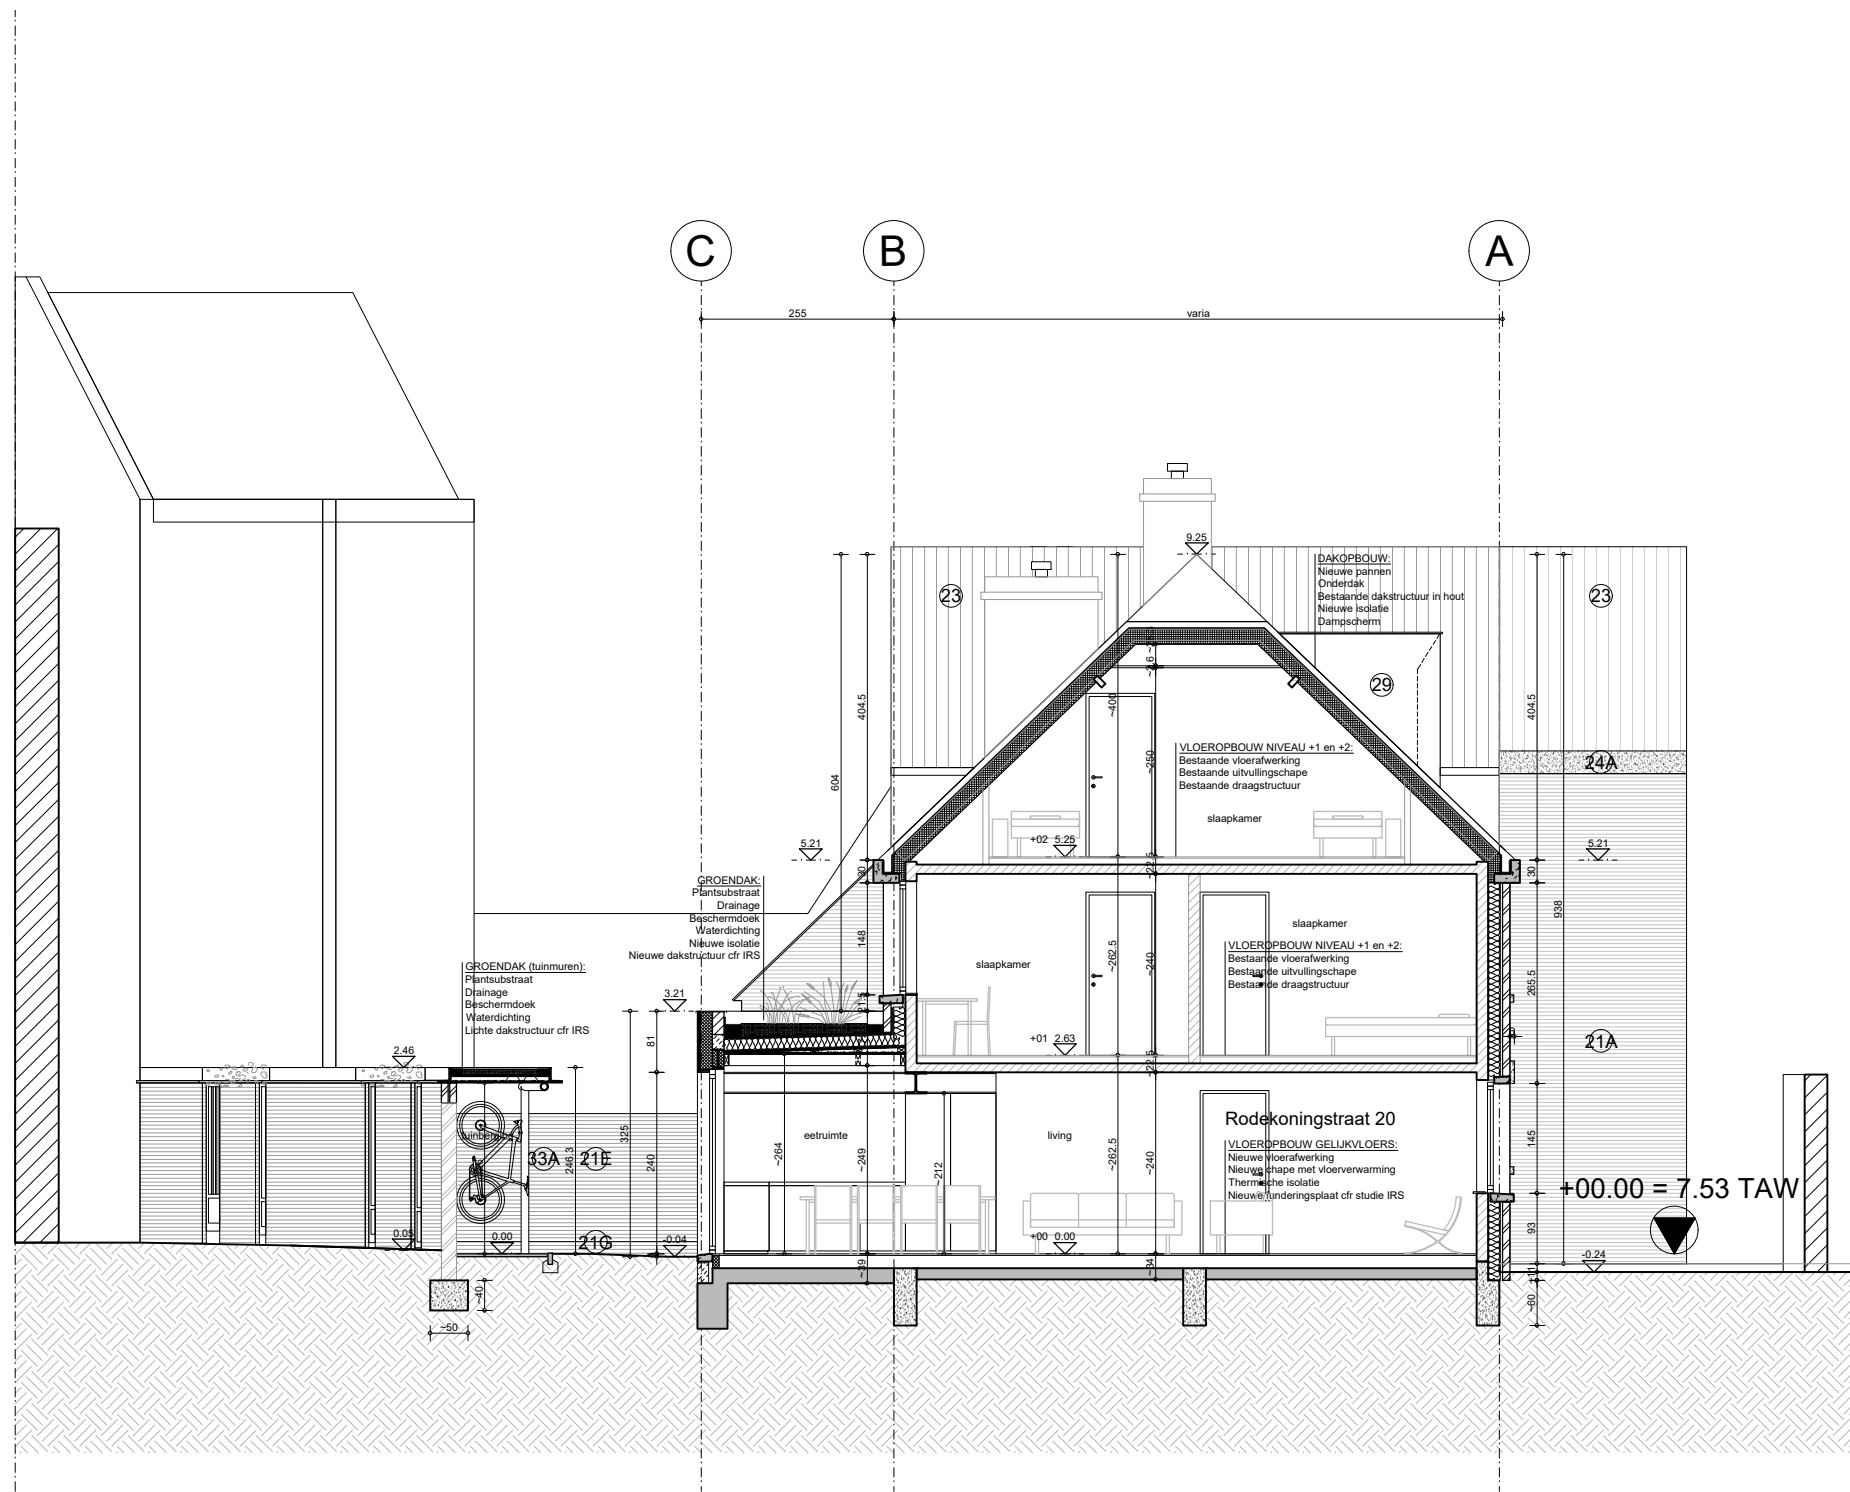 C
B
A
255
varia
9.25
DAKOPBOUW:
Nieuwe pannen
Onderdak
Bestaande dakstructuur in hout
Nieuwe isolatie
Dampscherm
23
23
29
404.5
~400
404.5
604
~250
VLOEROPBOUW NIVEAU +1 en +2:
Bestaande vloerafwerking
Bestaande uitvullingschape
Bestaande draagstructuur
24A
slaapkamer
5.21
+02 5.25
5.21
30
~22.5
30
938
GROENDAK:
Plantsubstraat
Drainage
Beschermdoek
Waterdichting
Nieuwe isolatie
Nieuwe dakstructuur cfr IRS
148
~262.5
~240
265.5
slaapkamer
slaapkamer
VLOEROPBOUW NIVEAU +1 en +2:
Bestaande vloerafwerking
Bestaande uitvullingschape
Bestaande draagstructuur
GROENDAK (tuinmuren):
Plantsubstraat
Drainage
Beschermdoek
Waterdichting
Lichte dakstructuur cfr IRS
3.21
21.5
81
+01 2.63
21A
2.46
~22.5
tuinberging
33A
21E
246.3
325
240
eetruimte
living
~264
~249
~212
~262.5
~240
145
Rodekoningstraat 20
VLOEROPBOUW GELIJKVLOERS:
Nieuwe vloerafwerking
Nieuwe chape met vloerverwarming
Thermische isolatie
Nieuwe funderingsplaat cfr studie IRS
+00.00 = 7.53 TAW
93
0.05
0.00
21G
-0.04
+00 0.00
-0.24
~39
~34
~40
~60
~50